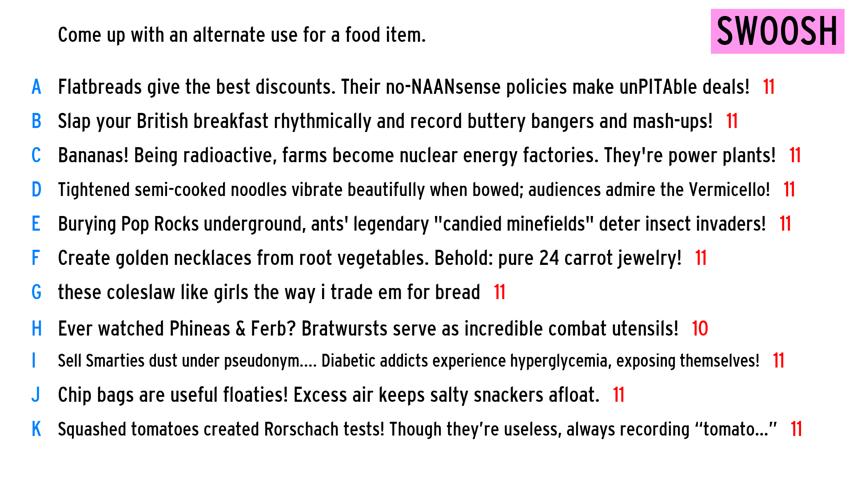 Come up with an alternate use for a food item.
SWOOSH
A Flatbreads give the best discounts. Their no-NAANsense policies make unPITAble deals! 11
B Slap your British breakfast rhythmically and record buttery bangers and mash-ups! 11
C Bananas! Being radioactive, farms become nuclear energy factories. They're power plants! 11
D Tightened semi-cooked noodles vibrate beautifully when bowed; audiences admire the Vermicello! 11
E Burying Pop Rocks underground, ants' legendary "candied minefields" deter insect invaders! 11
F Create golden necklaces from root vegetables. Behold: pure 24 carrot jewelry! 11
G these coleslaw like girls the way i trade em for bread 11
H Ever watched Phineas & Ferb? Bratwursts serve as incredible combat utensils! 10
I Sell Smarties dust under pseudonym.... Diabetic addicts experience hyperglycemia, exposing themselves! 11
J Chip bags are useful floaties! Excess air keeps salty snackers afloat. 11
K Squashed tomatoes created Rorschach tests! Though they’re useless, always recording “tomato...” 11